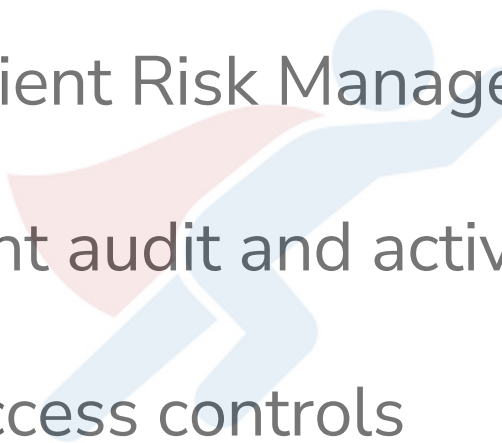 ient Risk Manage
nt audit and activ
ccess controls